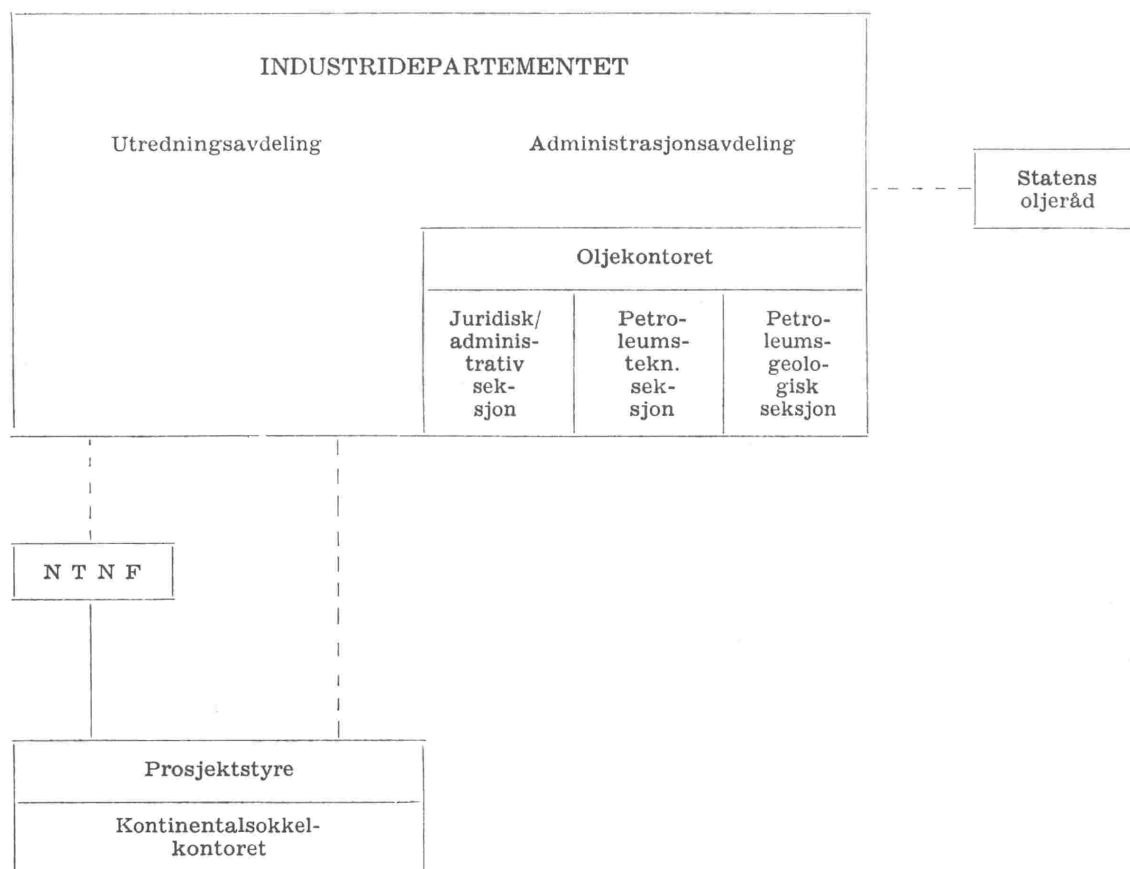 INDUSTRIDEPARTEMENTET
Utredningsavdeling
Administrasjonsavdeling
Statens
oljeråd
Oljekontoret
Juridisk/
adminis-
trativ
sek-
sjon
Petro-
leums-
tekn.
sek-
sjon
Petro-
leums-
geolo-
gisk
seksjon
N T N F
Prosjektstyre
Kontinentalsokkel-
kontoret